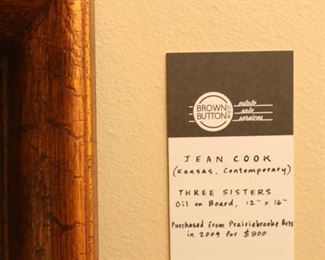 BROWN
BUTTON
estate
sale
services
JEAN COOK
(Kansas, Contemporary)
THREE SISTERS
Oil on Board, 12" x 16"
Purchased from Prairiebrooke Arts
in 2009 for $800